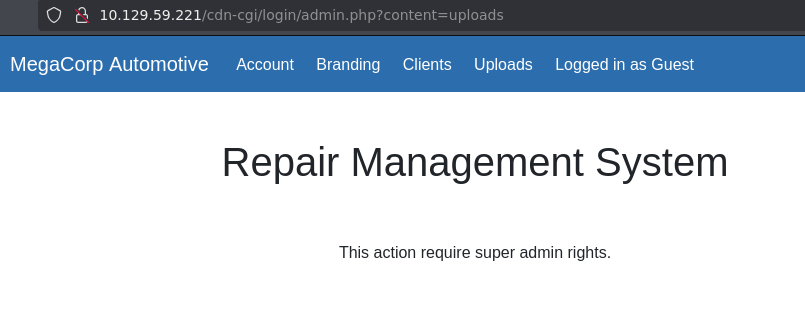 10.129.59.221/cdn-cgi/login/admin.php?content=uploads
MegaCorp Automotive Account Branding Clients Uploads Logged in as Guest
Repair Management System
This action require super admin rights.